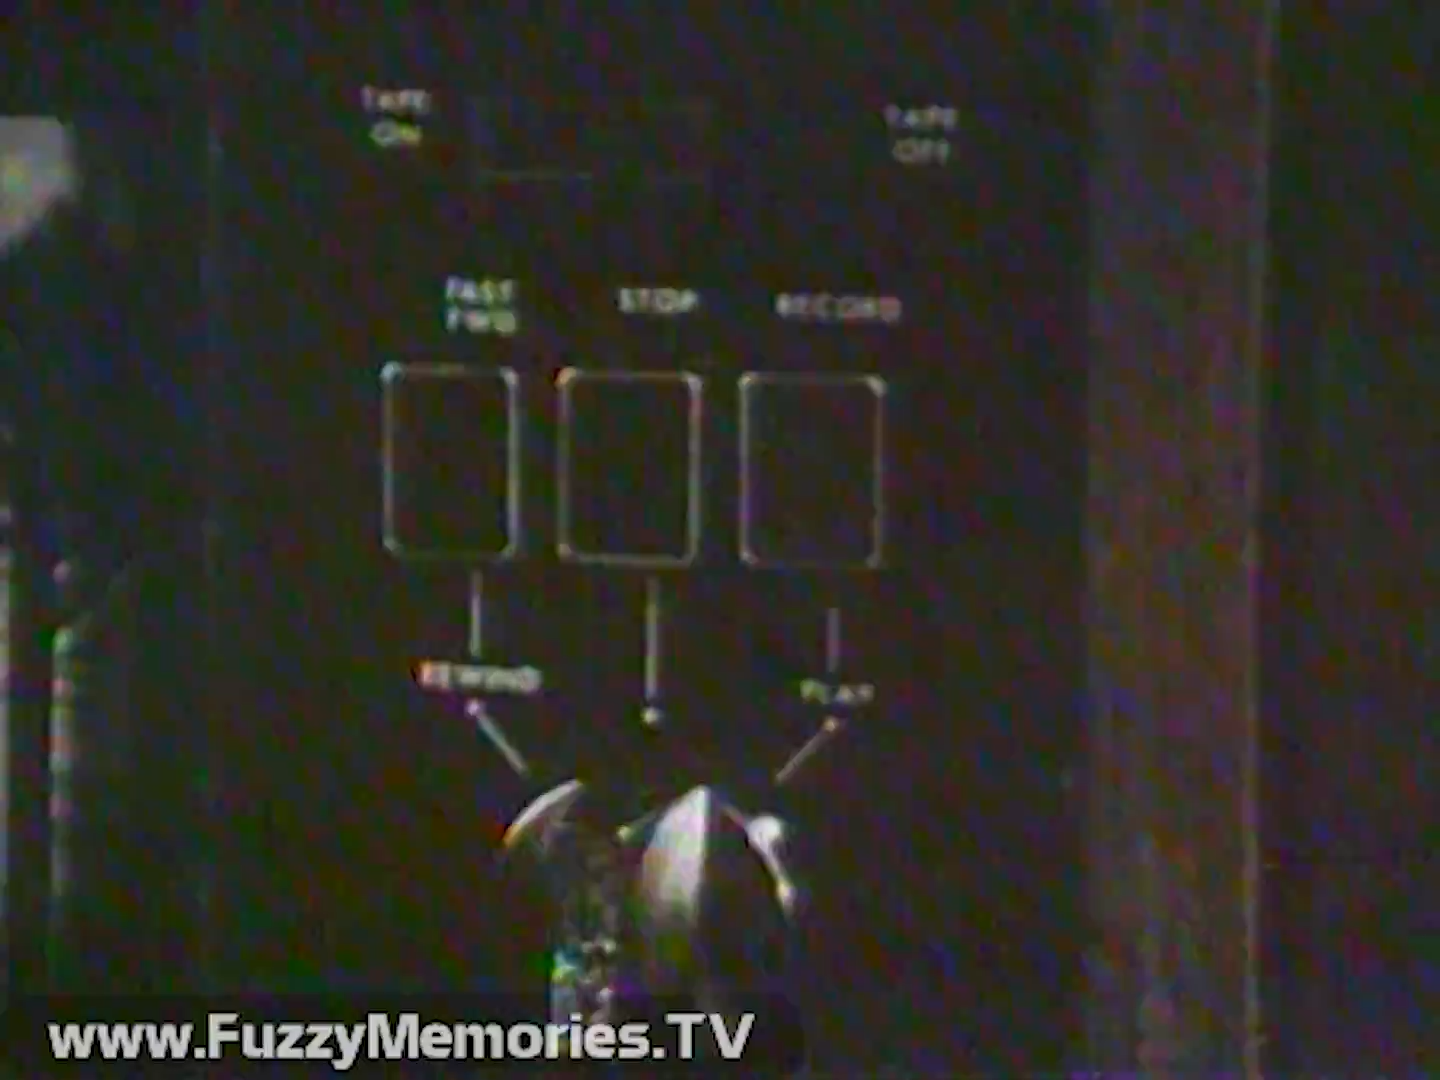 TAPE
ON
TAPE
OFF
FAST
FWD
STOP
RECORD
REWIND
PLAY
www.FuzzyMemories.TV